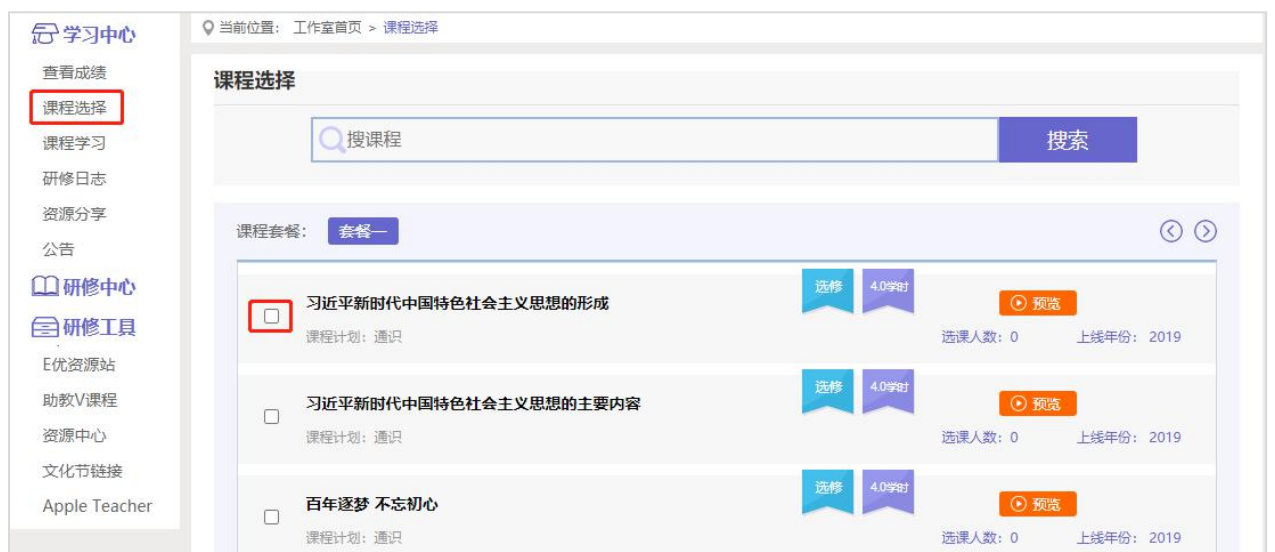 学习中心
查看成绩
课程选择
课程学习
研修日志
资源分享
公告
研修中心
研修工具
E优资源站
助教V课程
资源中心
文化节链接
Apple Teacher
当前位置: 工作室首页 > 课程选择
课程选择
搜课程 搜索
课程套餐: 套餐一
选修 4.0学时
习近平新时代中国特色社会主义思想的形成 预览
课程计划: 通识 选课人数: 0 上线年份: 2019
选修 4.0学时
习近平新时代中国特色社会主义思想的主要内容 预览
课程计划: 通识 选课人数: 0 上线年份: 2019
选修 4.0学时
百年逐梦 不忘初心 预览
课程计划: 通识 选课人数: 0 上线年份: 2019